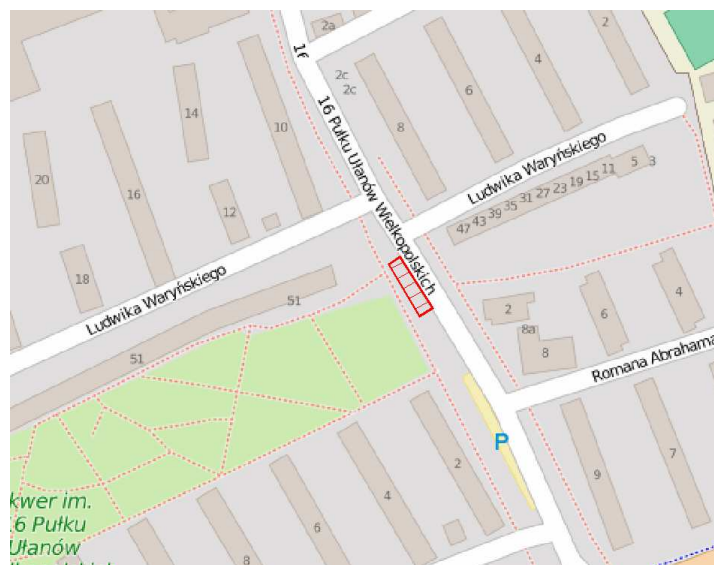 2a
2
16
4
2c
2c
6
14
16 Pułku Ułanów Wielkopolskich
8
10
20
16
12
Ludwika Waryńskiego
47 43 39 35 31 27 23 19 15 11 5 3
18
Ludwika Waryńskiego
51
51
2
8a
8
6
4
Romana Abrahama
P
2
4
6
8
9
7
kwer im.
6 Pułku
Ułanów